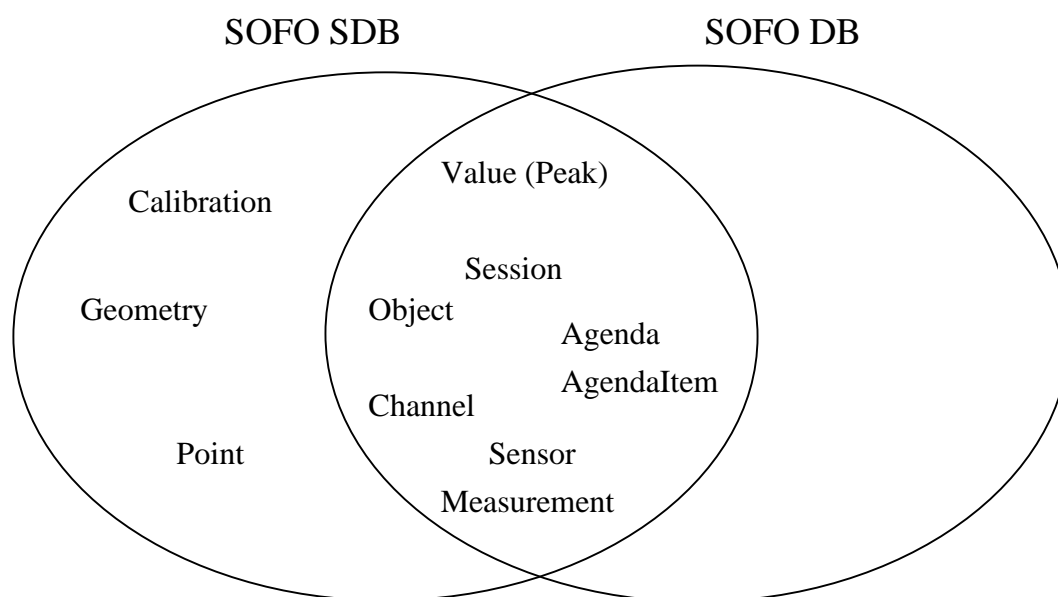 SOFO SDB
SOFO DB
Value (Peak)
Calibration
Session
Geometry
Object
Agenda
AgendaItem
Channel
Point
Sensor
Measurement